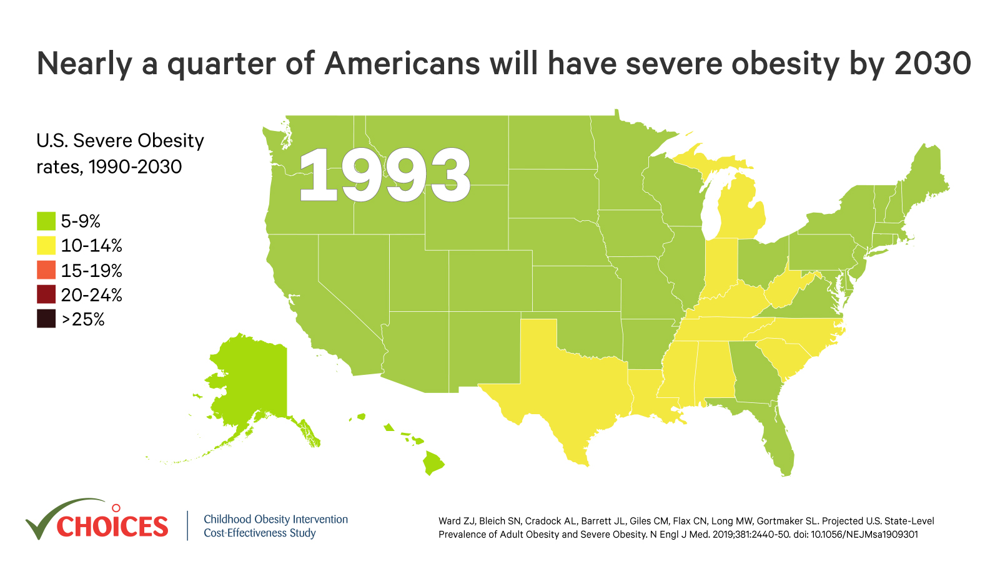 Nearly a quarter of Americans will have severe obesity by 2030
U.S. Severe Obesity
rates, 1990-2030
1993
5-9%
10-14%
15-19%
20-24%
>25%
CHOICES
Childhood Obesity Intervention
Cost-Effectiveness Study
Ward ZJ, Bleich SN, Cradock AL, Barrett JL, Giles CM, Flax CN, Long MW, Gortmaker SL. Projected U.S. State-Level
Prevalence of Adult Obesity and Severe Obesity. N Engl J Med. 2019;381:2440-50. doi: 10.1056/NEJMsa1909301